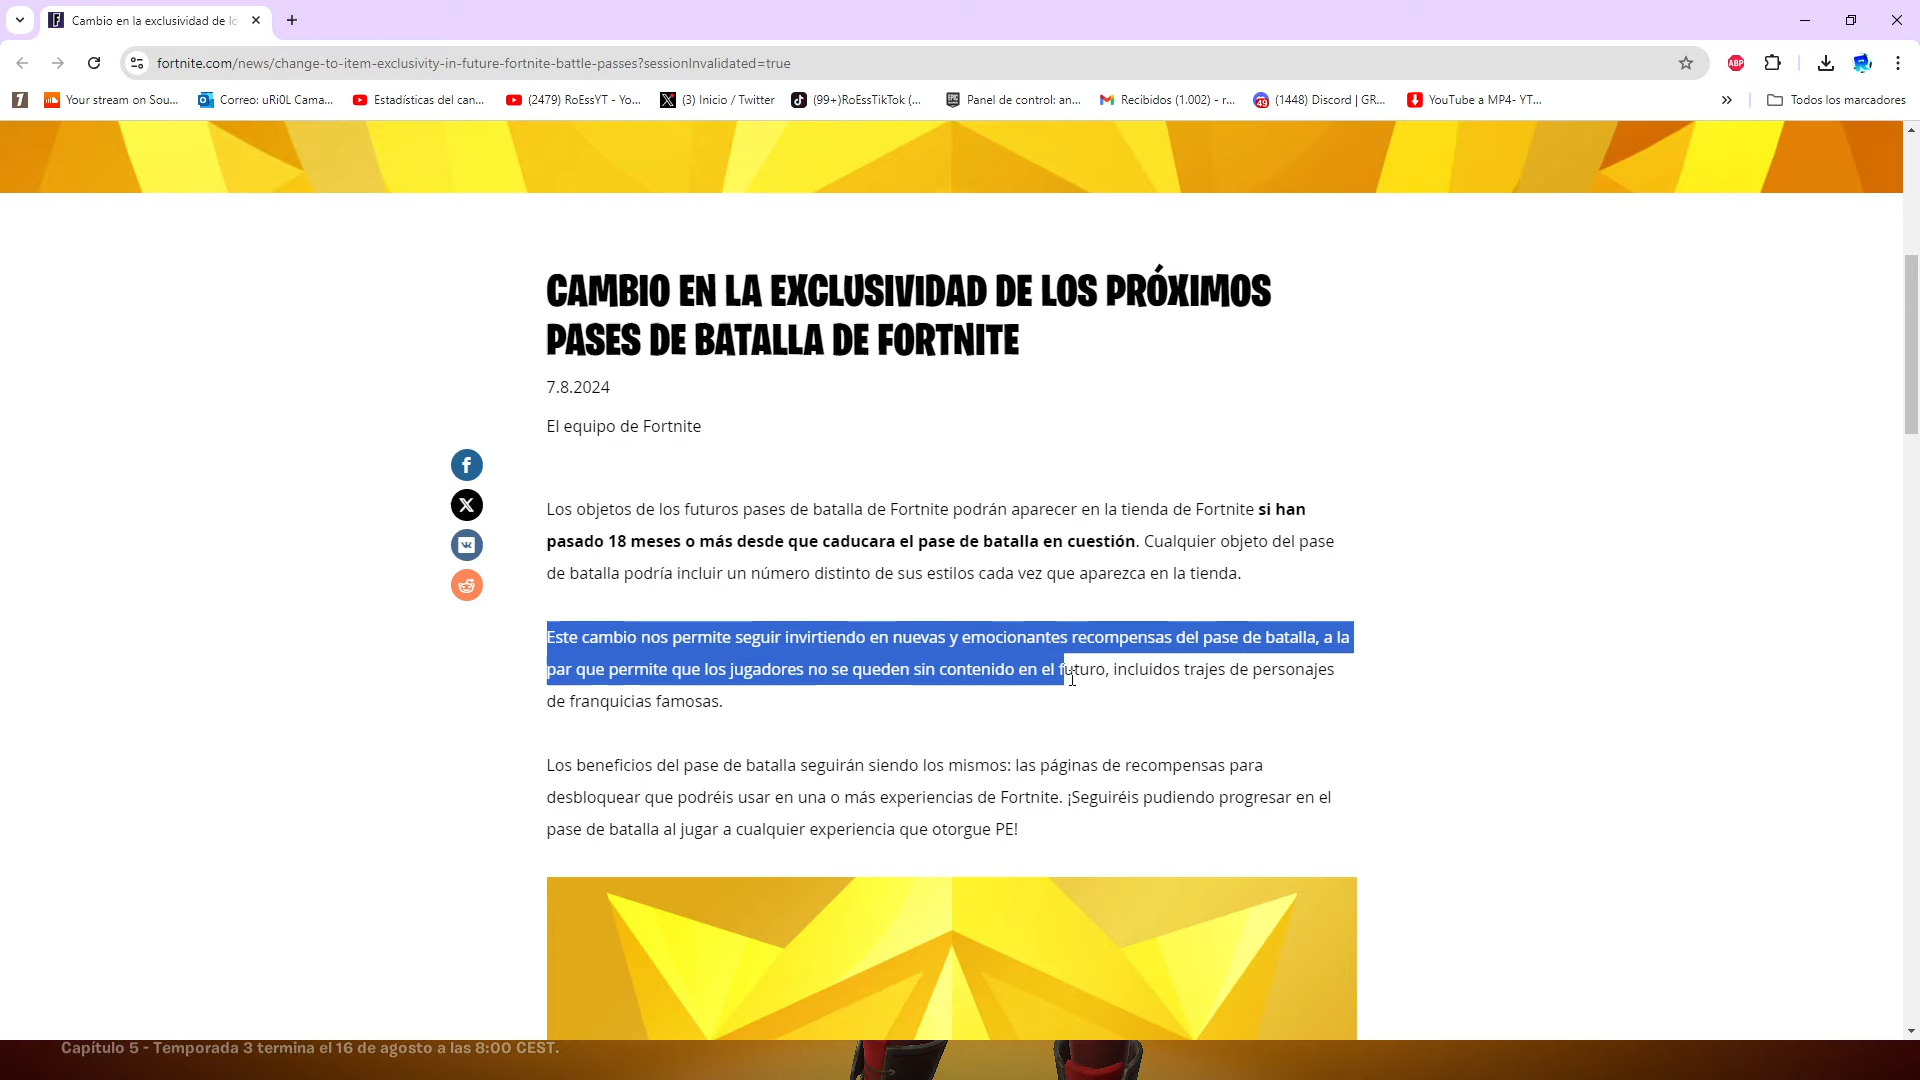 Cambio en la exclusividad de lo
fortnite.com/news/change-to-item-exclusivity-in-future-fortnite-battle-passes?sessionInvalidated=true
ABP
Your stream on Sou...
Correo: uRi0L Cama...
Estadísticas del can...
(2479) RoEssYT - Yo...
(3) Inicio / Twitter
(99+)RoEssTikTok (...
Panel de control: an...
Recibidos (1.002) - r...
(1448) Discord | GR...
YouTube a MP4- YT...
Todos los marcadores
CAMBIO EN LA EXCLUSIVIDAD DE LOS PRÓXIMOS
PASES DE BATALLA DE FORTNITE
7.8.2024
El equipo de Fortnite
Los objetos de los futuros pases de batalla de Fortnite podrán aparecer en la tienda de Fortnite si han
pasado 18 meses o más desde que caducara el pase de batalla en cuestión. Cualquier objeto del pase
de batalla podría incluir un número distinto de sus estilos cada vez que aparezca en la tienda.
Este cambio nos permite seguir invirtiendo en nuevas y emocionantes recompensas del pase de batalla, a la
par que permite que los jugadores no se queden sin contenido en el futuro, incluidos trajes de personajes
de franquicias famosas.
Los beneficios del pase de batalla seguirán siendo los mismos: las páginas de recompensas para
desbloquear que podréis usar en una o más experiencias de Fortnite. ¡Seguiréis pudiendo progresar en el
pase de batalla al jugar a cualquier experiencia que otorgue PE!
Capítulo 5 - Temporada 3 termina el 16 de agosto a las 8:00 CEST.